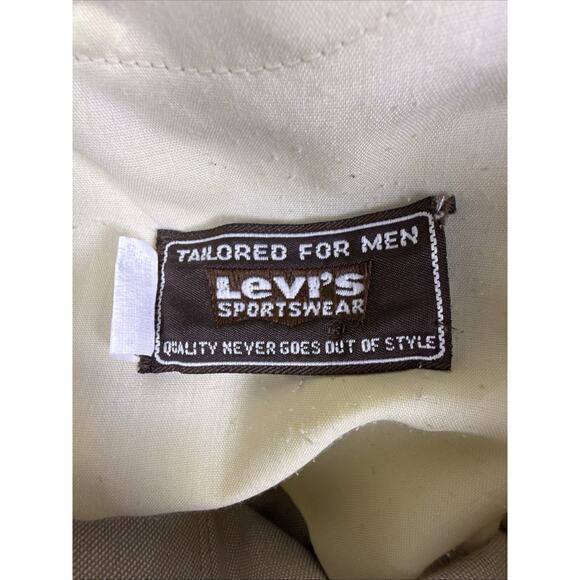 TAILORED FOR MEN
Levi's
SPORTSWEAR
QUALITY NEVER GOES OUT OF STYLE